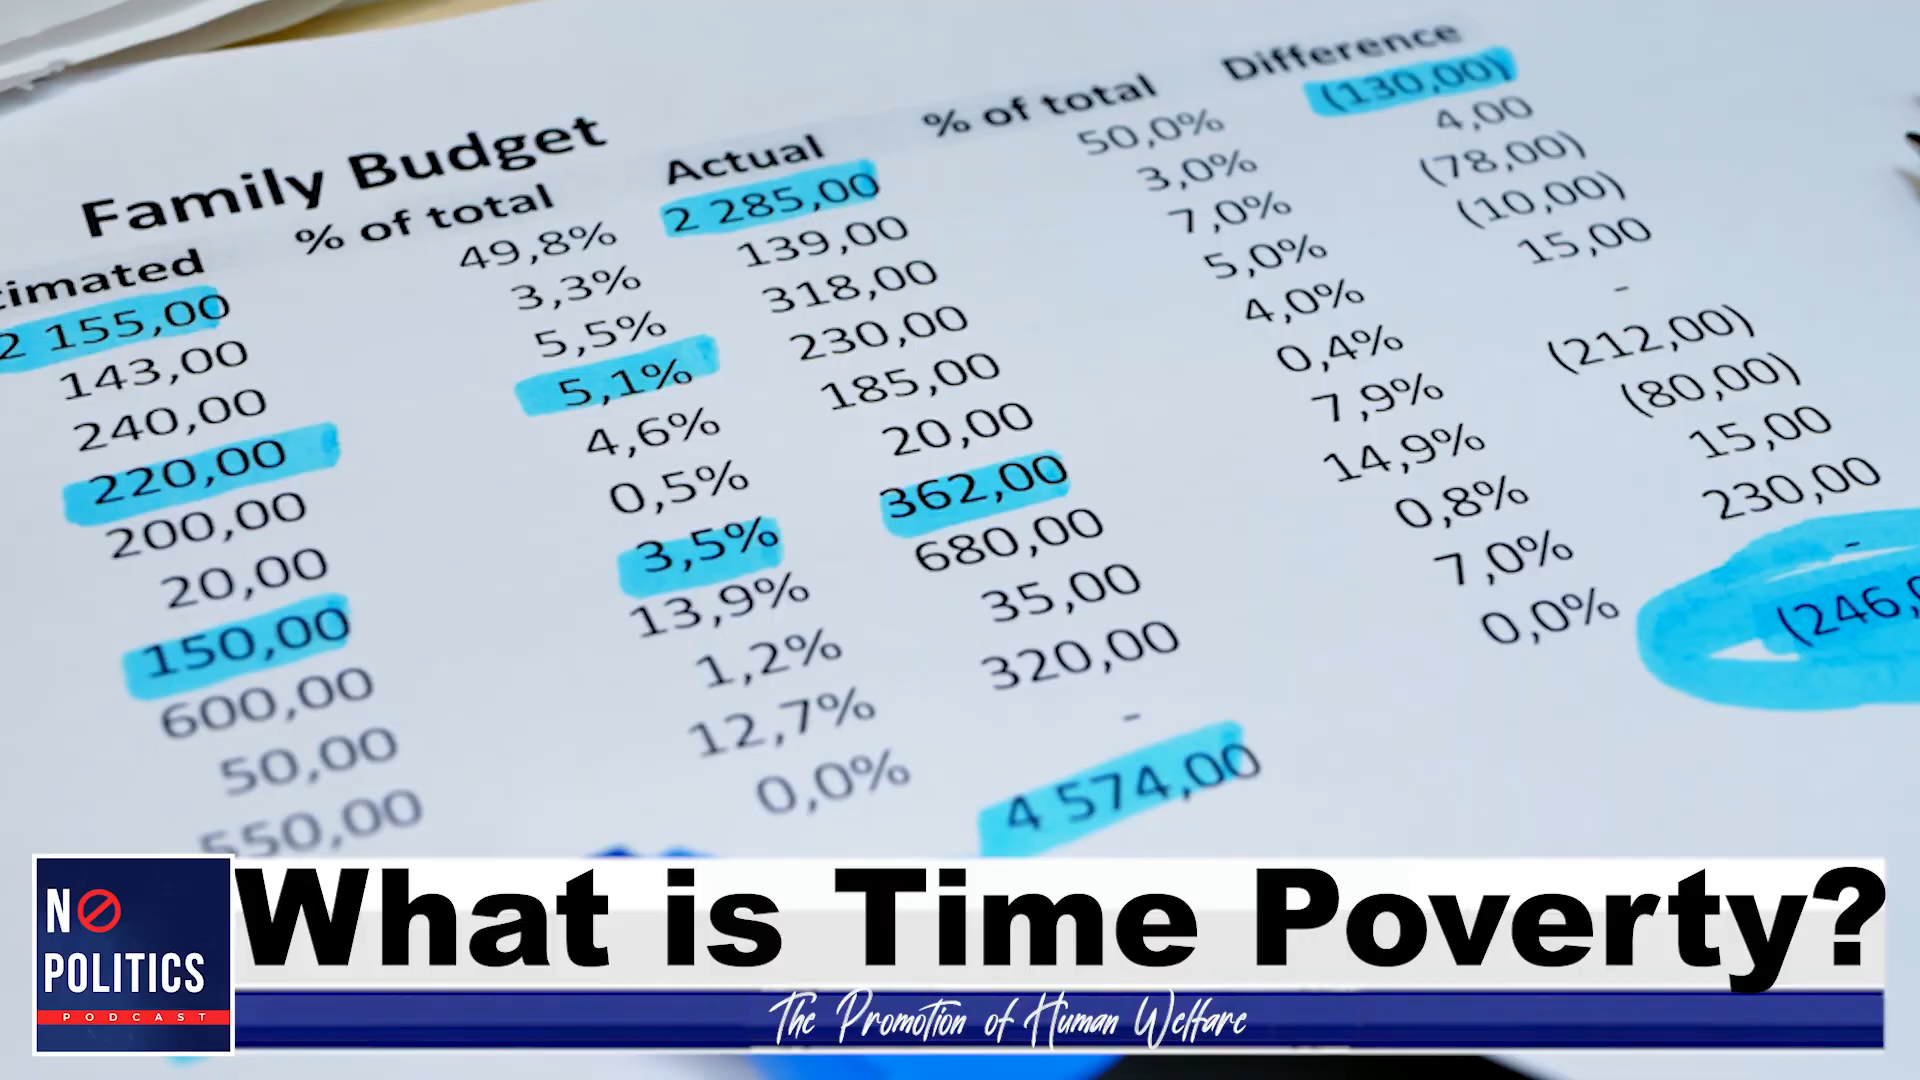 Family Budget
timated % of total Actual % of total Difference
2 155,00 49,8% 2 285,00 50,0% (130,00)
143,00 3,3% 139,00 3,0% 4,00
240,00 5,5% 318,00 7,0% (78,00)
220,00 5,1% 230,00 5,0% (10,00)
200,00 4,6% 185,00 4,0% 15,00
20,00 0,5% 20,00 0,4% -
150,00 3,5% 362,00 7,9% (212,00)
600,00 13,9% 680,00 14,9% (80,00)
50,00 1,2% 35,00 0,8% 15,00
550,00 12,7% 320,00 7,0% 230,00
0,0% - 0,0% -
4 574,00 (246,
NO
POLITICS
PODCAST
What is Time Poverty?
The Promotion of Human Welfare